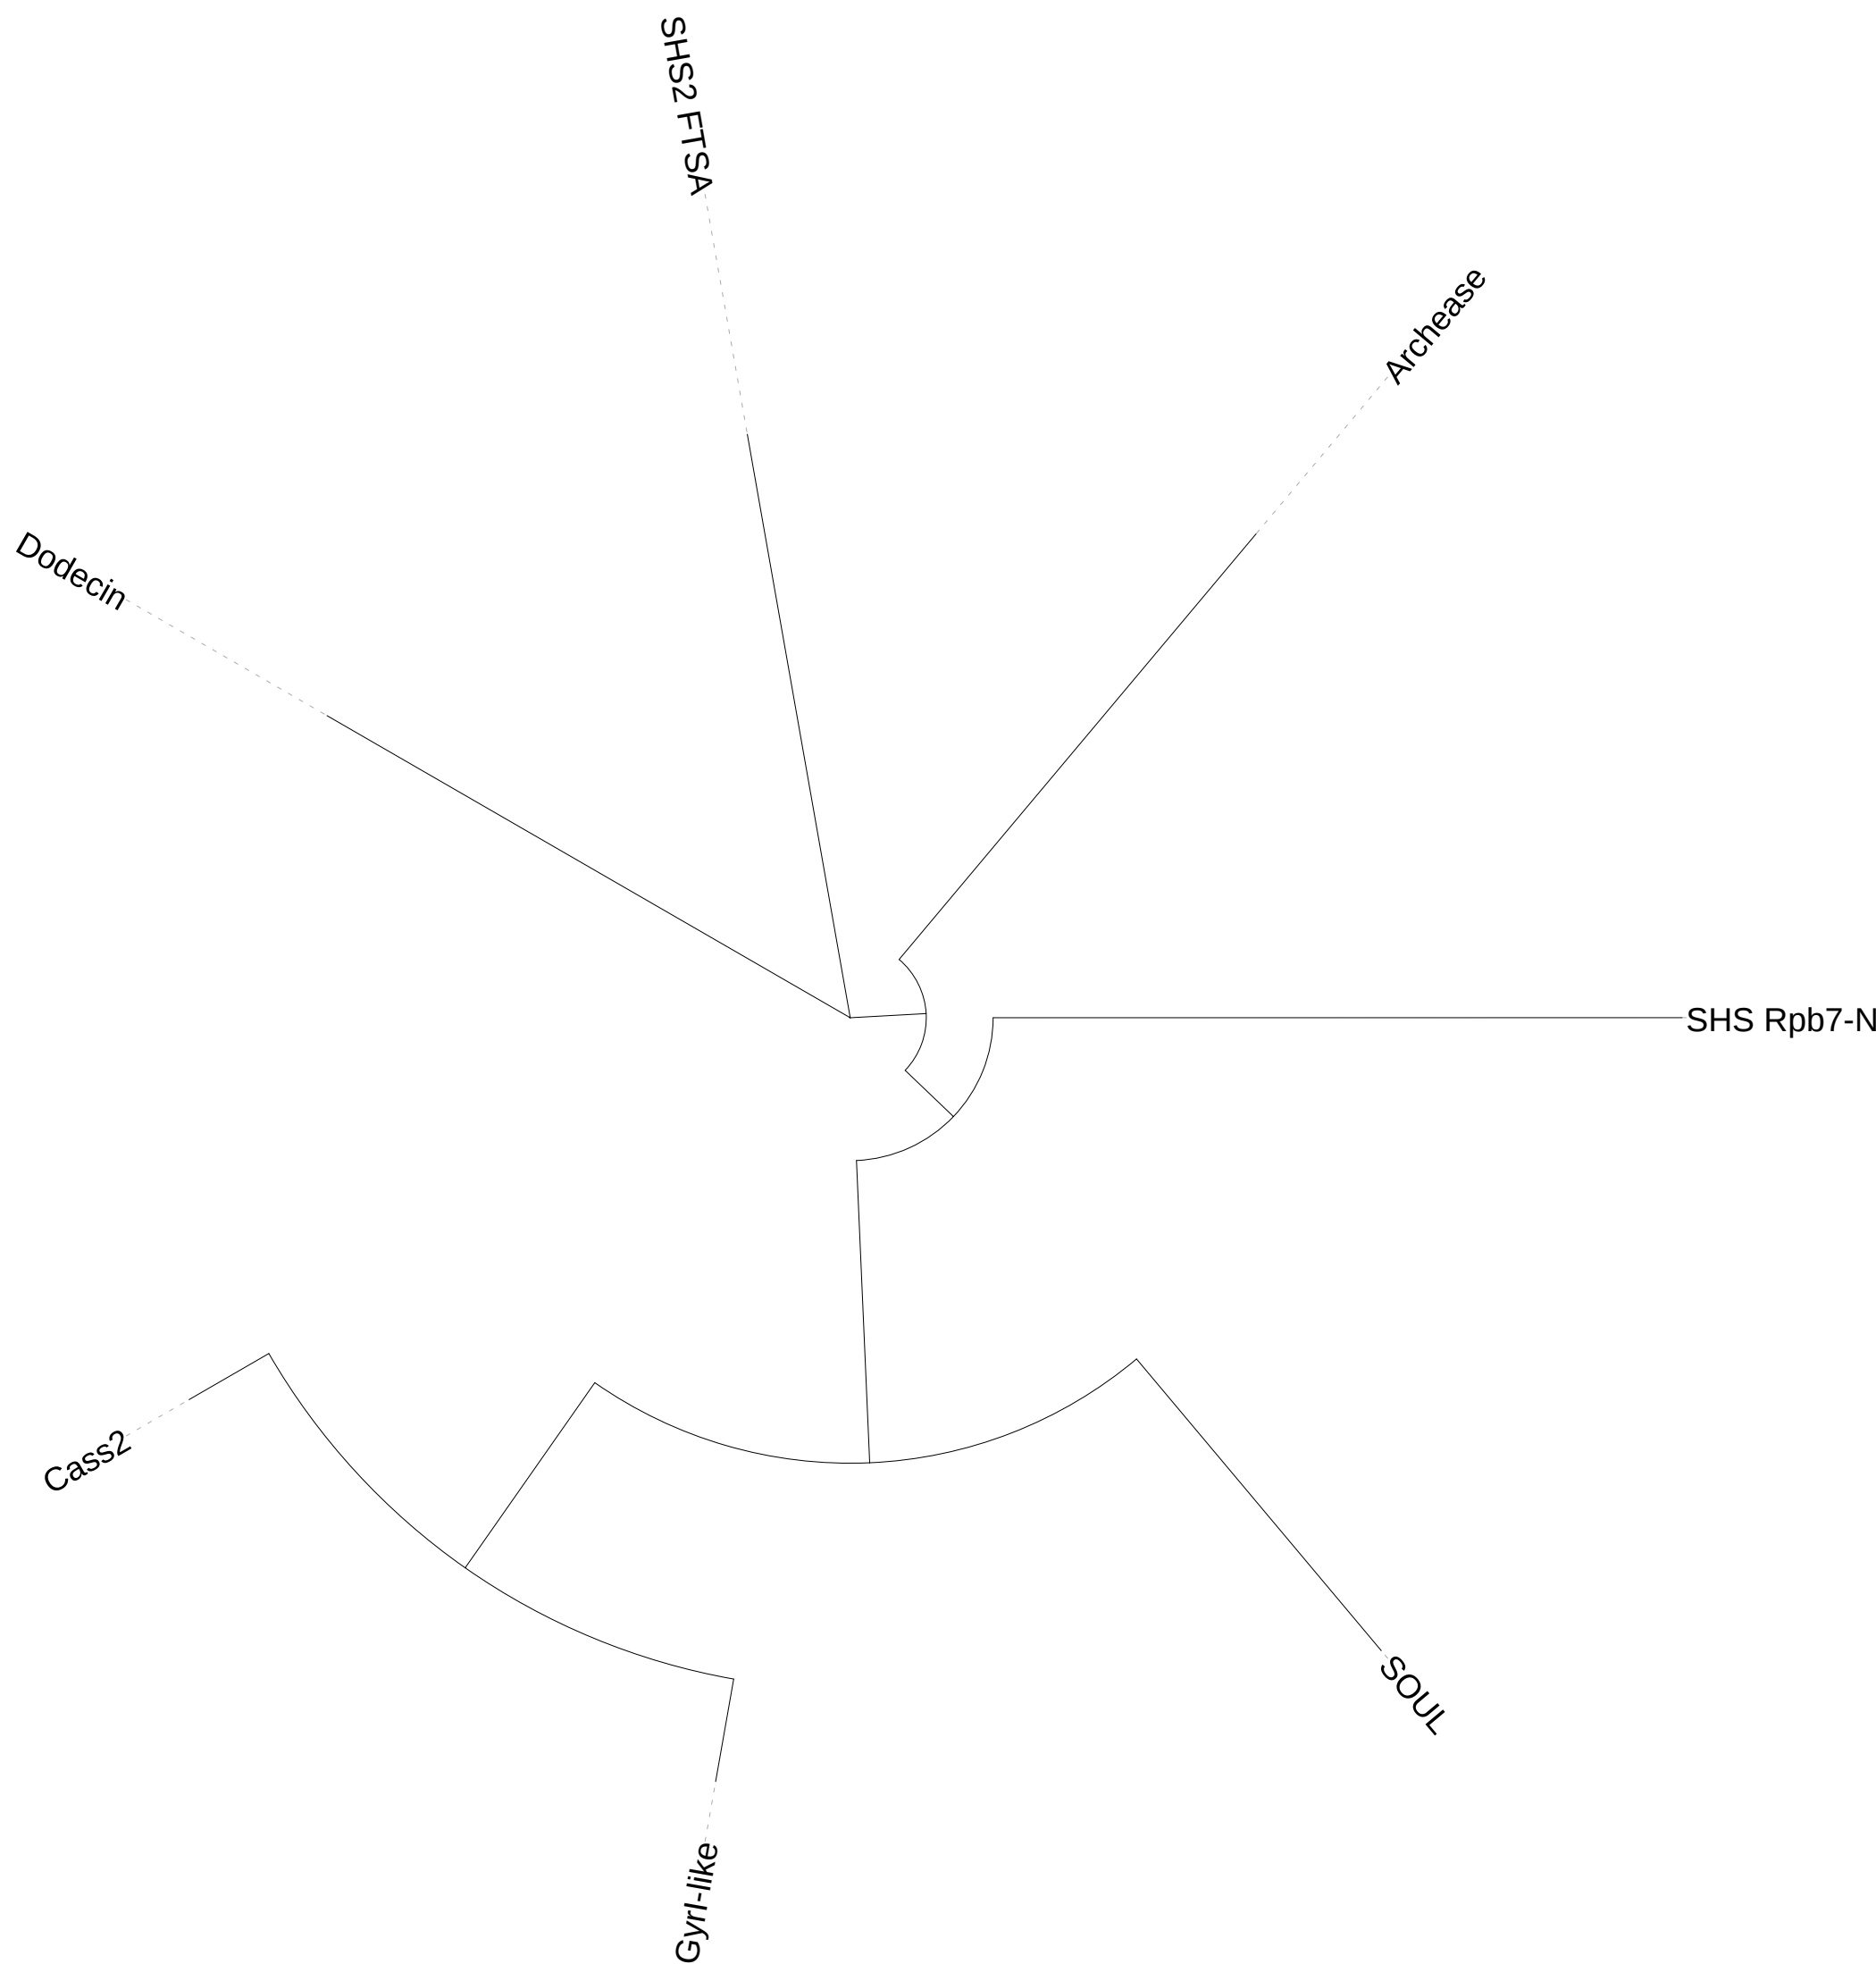 SHS2 FTSA
Archease
Dodecin
SHS Rpb7-N
Cass2
SOUL
GyrI-like